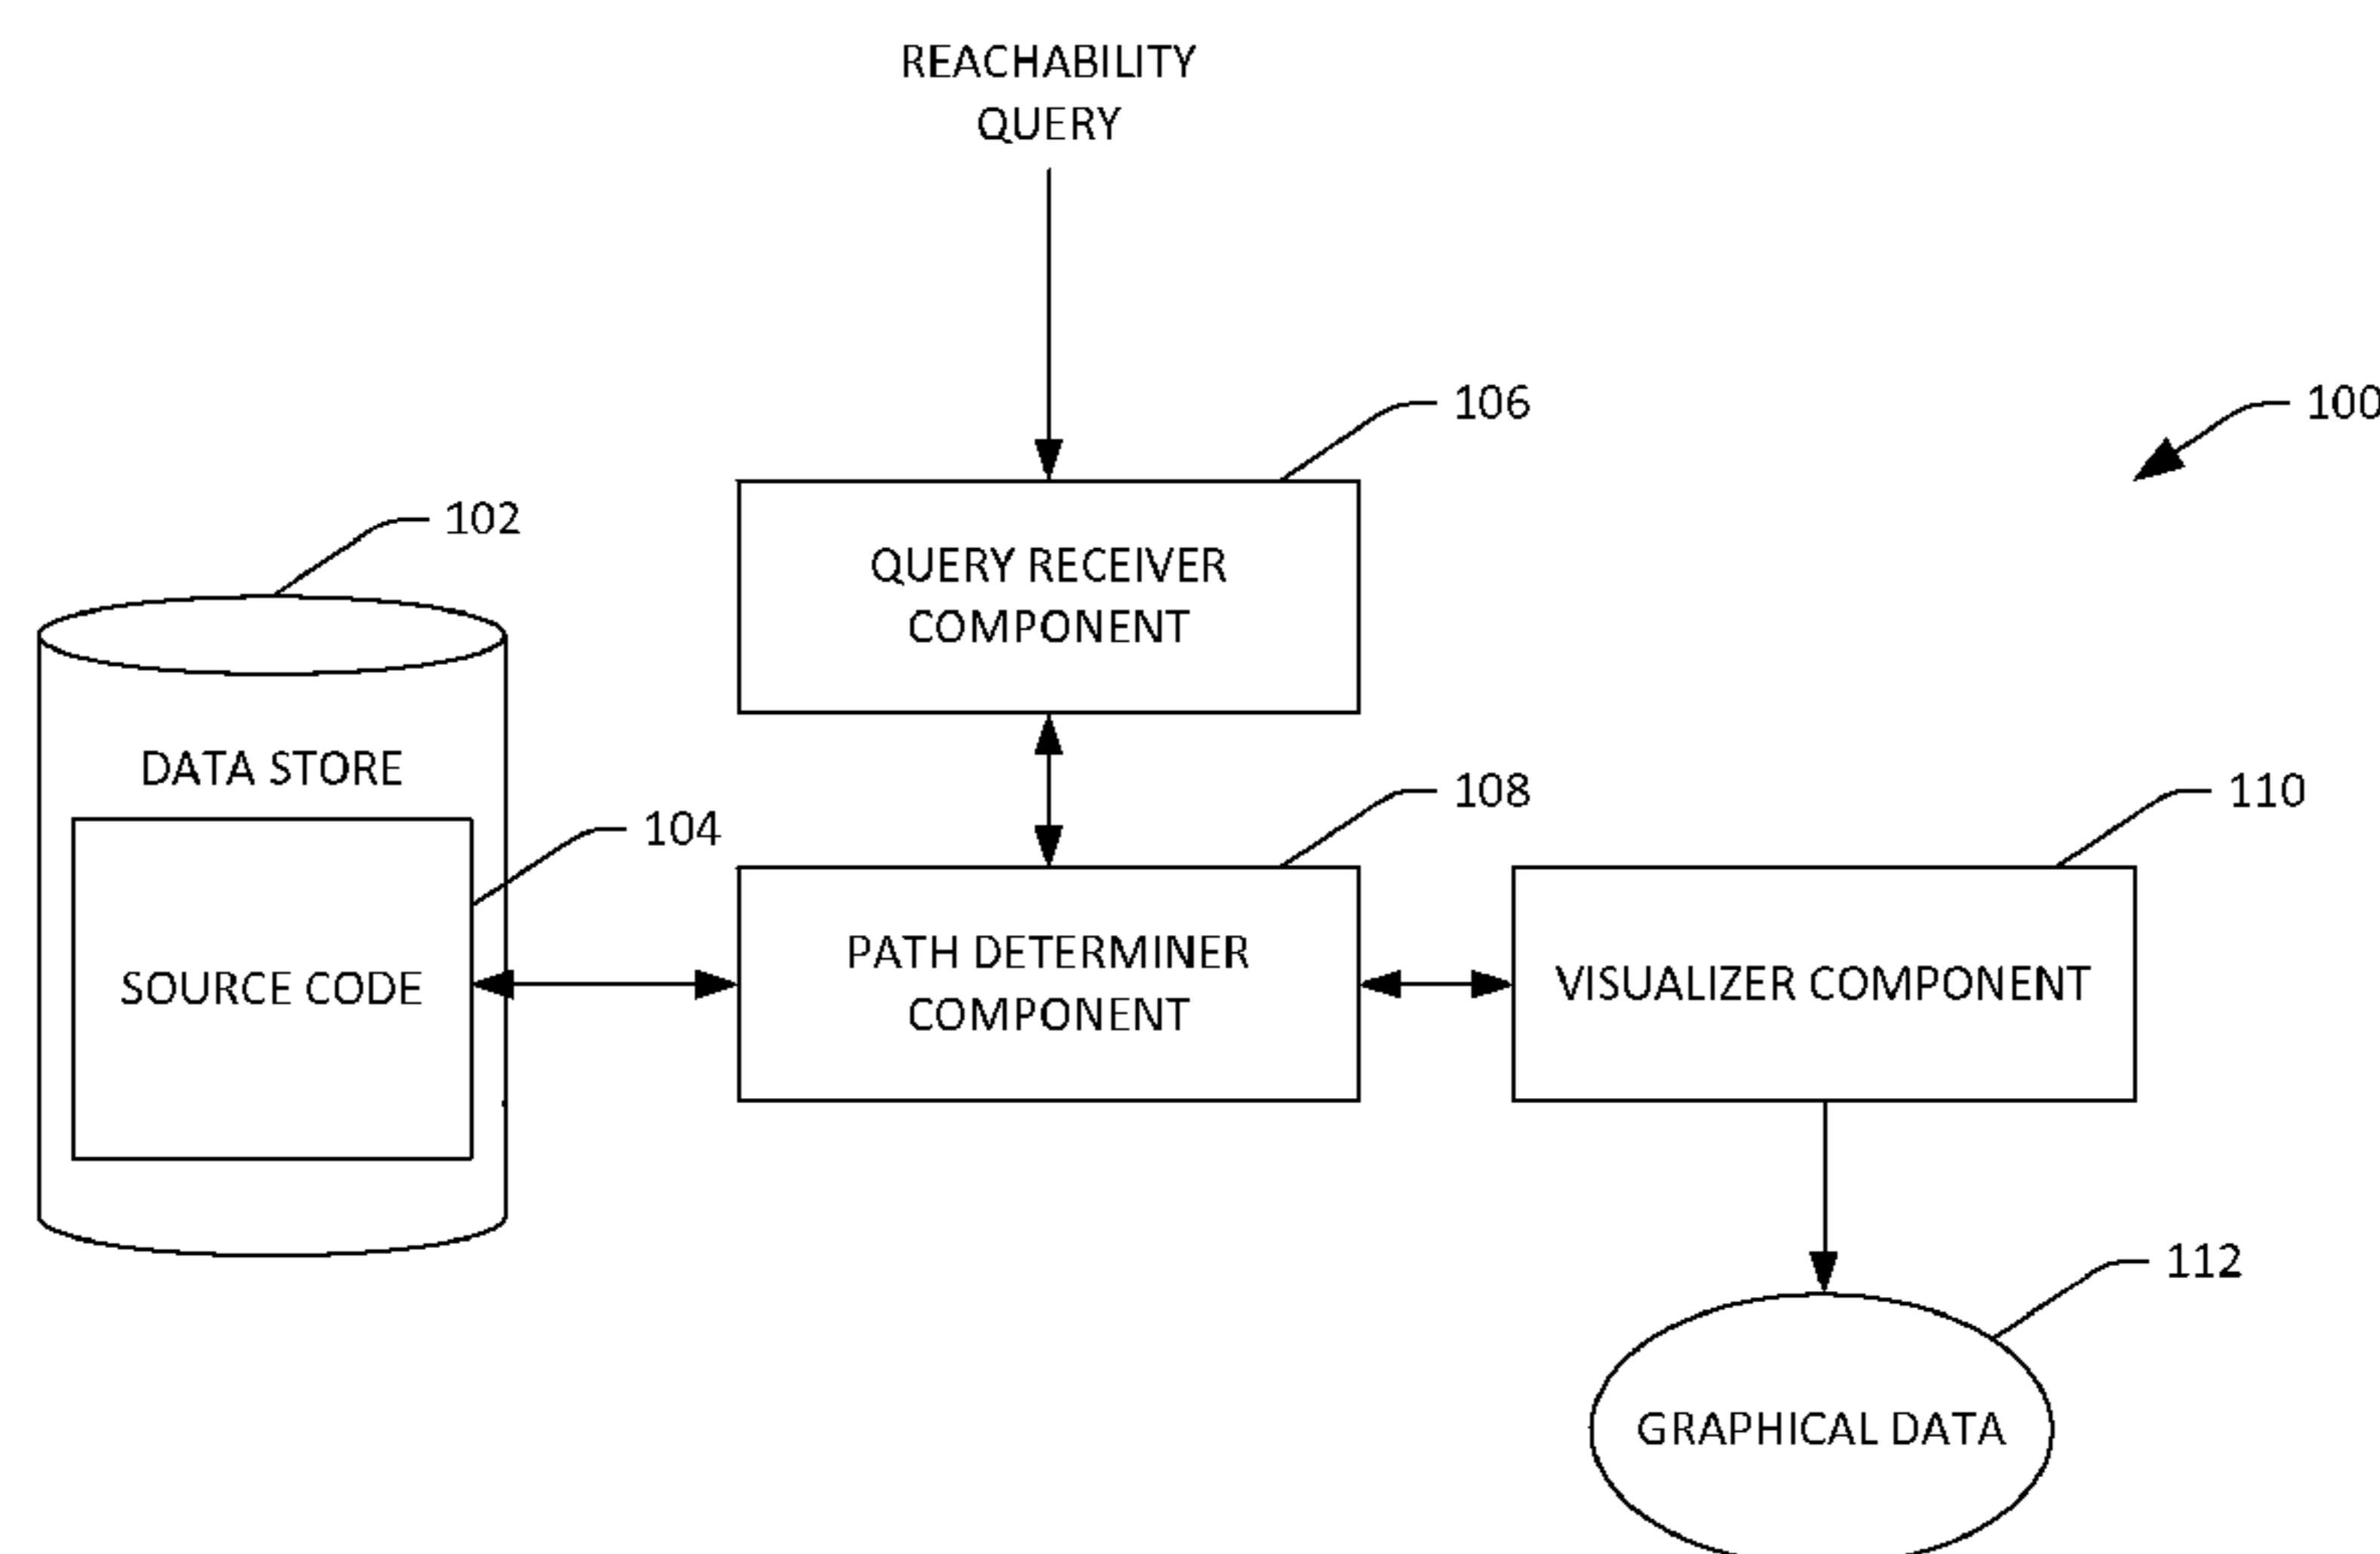 REACHABILITY
QUERY
106
100
QUERY RECEIVER
COMPONENT
102
DATA STORE
108
110
104
PATH DETERMINER
COMPONENT
VISUALIZER COMPONENT
SOURCE CODE
112
GRAPHICAL DATA